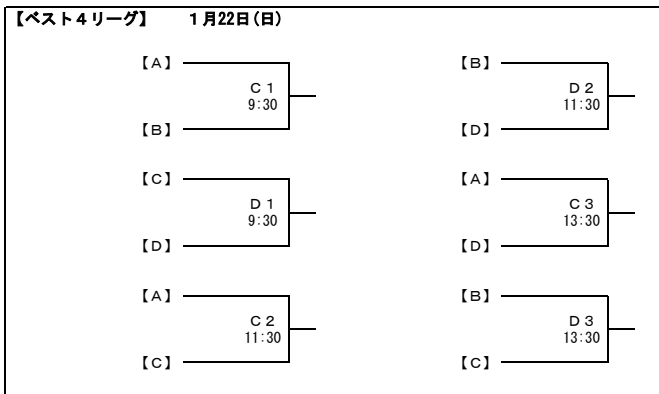 【ベスト４リーグ】　１月22日(日)
【A】
C１
9:30
【B】
【C】
D１
9:30
【D】
【A】
C２
11:30
【C】
【B】
D２
11:30
【D】
【A】
C３
13:30
【D】
【B】
D３
13:30
【C】